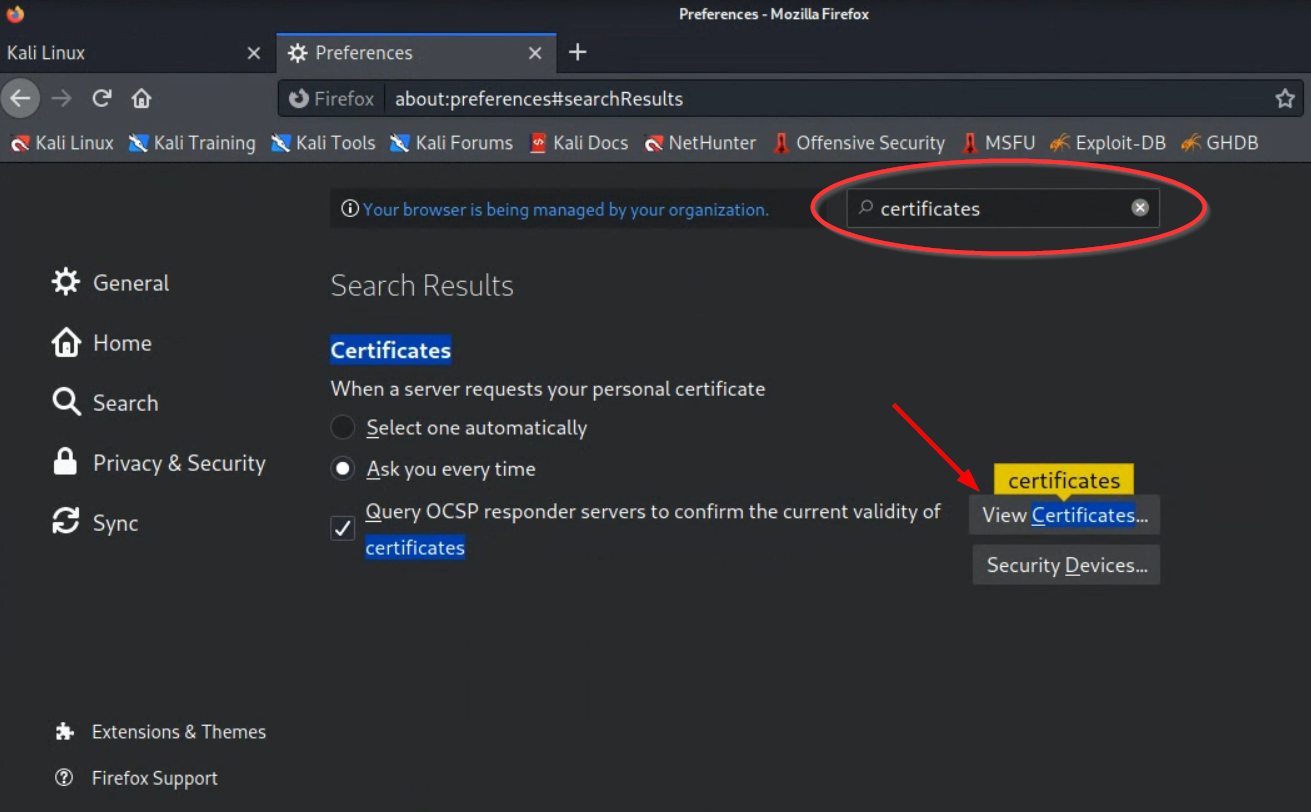 Preferences - Mozilla Firefox
Kali Linux
Preferences
Firefox about:preferences#searchResults
Kali Linux Kali Training Kali Tools Kali Forums Kali Docs NetHunter Offensive Security MSFU Exploit-DB GHDB
Your browser is being managed by your organization.
certificates
General
Home
Search
Privacy & Security
Sync
Extensions & Themes
Firefox Support
Search Results
Certificates
When a server requests your personal certificate
Select one automatically
Ask you every time
Query OCSP responder servers to confirm the current validity of
certificates
certificates
View Certificates...
Security Devices...